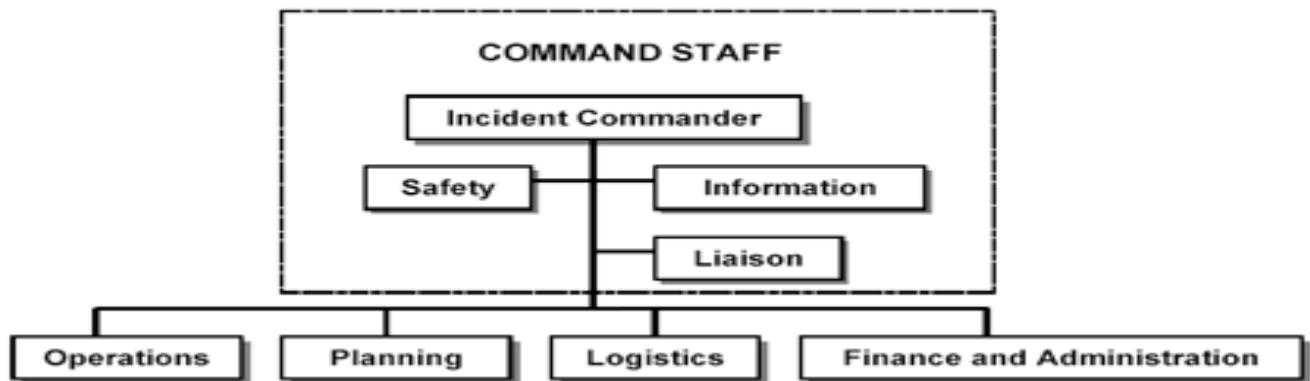 COMMAND STAFF
Incident Commander
Safety
Information
Liaison
Operations
Planning
Logistics
Finance and Administration